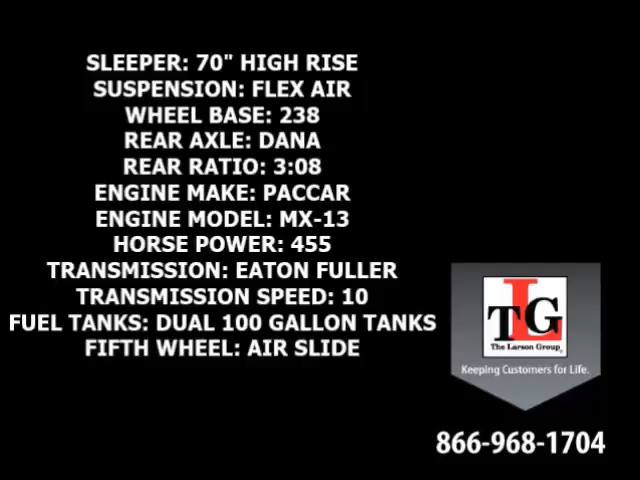 SLEEPER: 70" HIGH RISE
SUSPENSION: FLEX AIR
WHEEL BASE: 238
REAR AXLE: DANA
REAR RATIO: 3:08
ENGINE MAKE: PACCAR
ENGINE MODEL: MX-13
HORSE POWER: 455
TRANSMISSION: EATON FULLER
TRANSMISSION SPEED: 10
FUEL TANKS: DUAL 100 GALLON TANKS
FIFTH WHEEL: AIR SLIDE
TLG
The Larson Group
Keeping Customers for Life.
866-968-1704